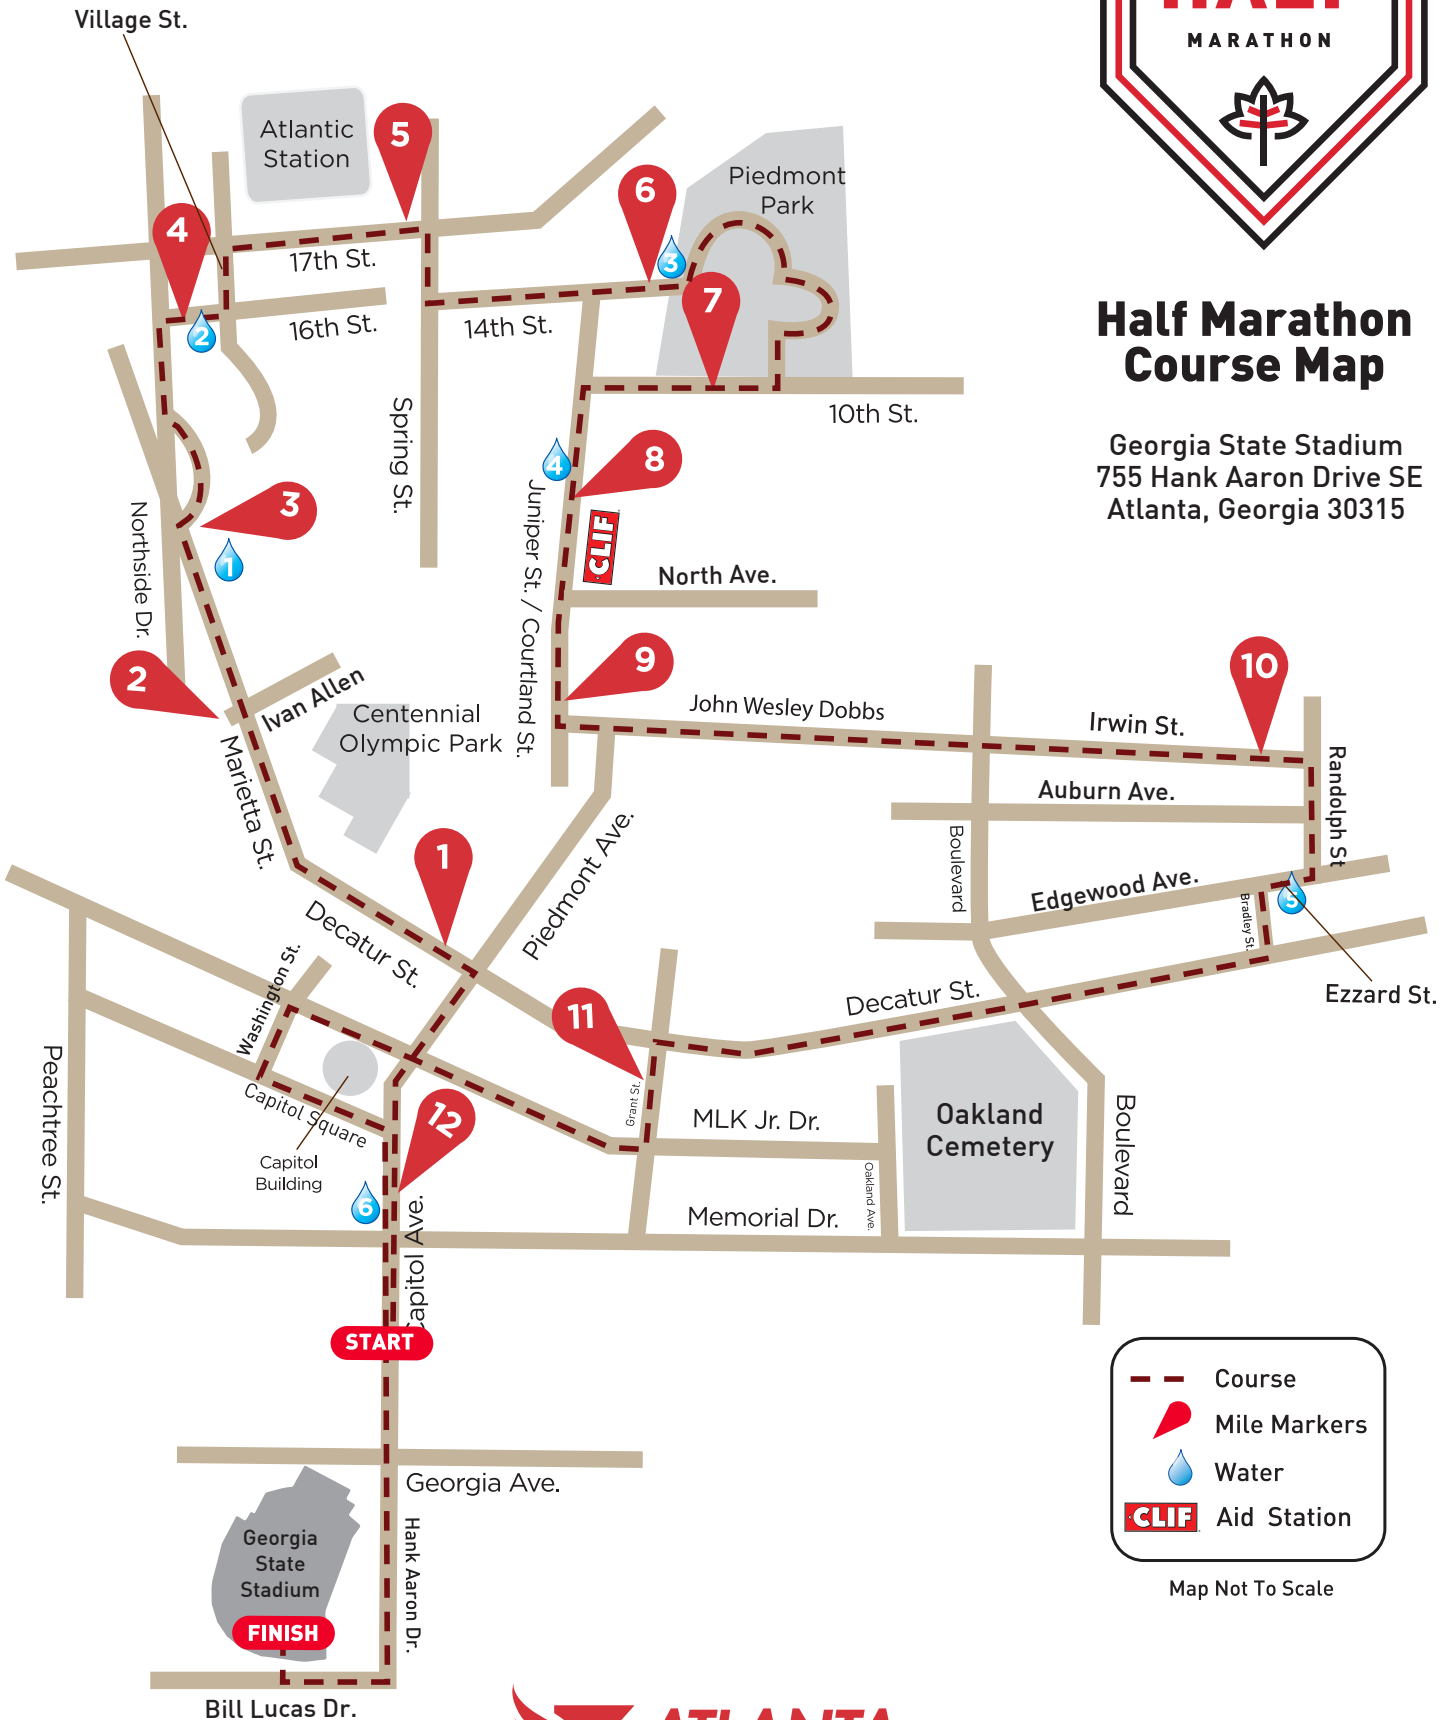 Village St.
MARATHON
Half Marathon
Course Map
Georgia State Stadium
755 Hank Aaron Drive SE
Atlanta, Georgia 30315
Atlantic
Station
5
4
6
Piedmont
Park
3
17th St.
2
16th St.
14th St.
7
10th St.
Spring St.
4
8
3
1
Northside Dr.
CLIF
North Ave.
Juniper St. / Courtland St.
2
Ivan Allen
9
10
Centennial
Olympic Park
John Wesley Dobbs
Irwin St.
Marietta St.
Auburn Ave.
Randolph St
1
Piedmont Ave.
Boulevard
Edgewood Ave.
Bradley St.
5
Decatur St.
Washington St.
11
Decatur St.
Ezzard St.
Peachtree St.
Capitol Square
12
Grant St.
MLK Jr. Dr.
Oakland
Cemetery
Boulevard
Capitol
Building
Oakland Ave.
6
Memorial Dr.
Capitol Ave.
START
Georgia Ave.
Hank Aaron Dr.
Georgia
State
Stadium
FINISH
Bill Lucas Dr.
Course
Mile Markers
Water
CLIF Aid Station
Map Not To Scale
ATLANTA